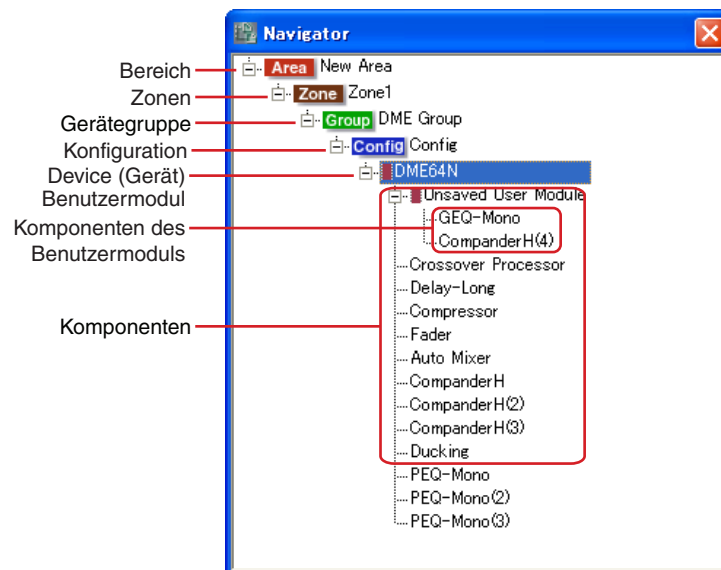 Navigator
Bereich
Area New Area
Zonen
Zone Zone1
Gerätegruppe
Group DME Group
Konfiguration
Config Config
Device (Gerät)
DME64N
Benutzermodul
Unsaved User Module
Komponenten des
Benutzermoduls
GEQ-Mono
CompanderH(4)
Crossover Processor
Delay-Long
Compressor
Komponenten
Fader
Auto Mixer
CompanderH
CompanderH(2)
CompanderH(3)
Ducking
PEQ-Mono
PEQ-Mono(2)
PEQ-Mono(3)